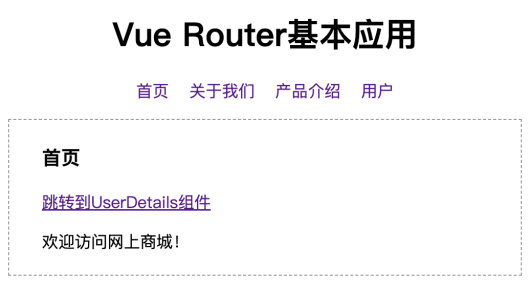 Vue Router基本应用
首页 关于我们 产品介绍 用户
首页
跳转到UserDetails组件
欢迎访问网上商城！